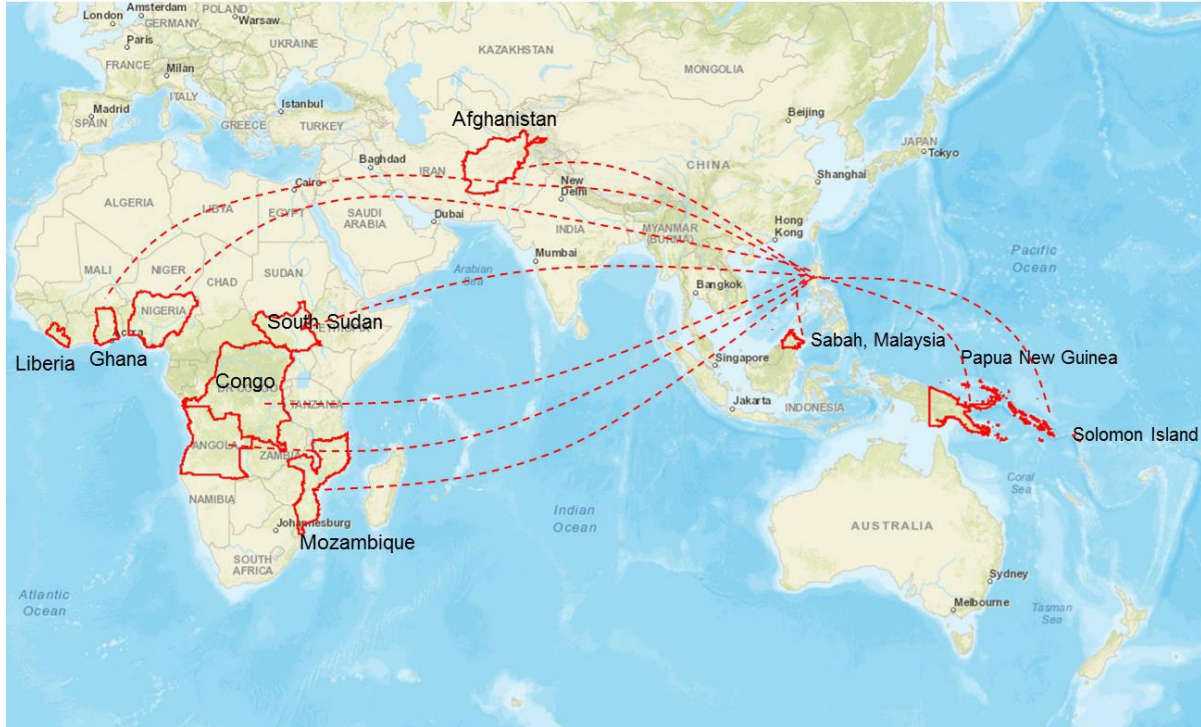 Amsterdam
London
POLAND
Warsaw
GERMANY
Paris
UKRAINE
FRANCE
Milan
KAZAKHSTAN
MONGOLIA
ITALY
Istanbul
Madrid
SPAIN
GREECE
TURKEY
Afghanistan
Beijing
JAPAN
Tokyo
Baghdad
IRAN
CHINA
Shanghai
Cairo
New
Delhi
ALGERIA
LIBYA
EGYPT
SAUDI
ARABIA
Dubai
INDIA
MYANMAR
(BURMA)
Hong
Kong
Pacific
Ocean
MALI
NIGER
CHAD
SUDAN
Arabian
Sea
Mumbai
Bangkok
NIGERIA
South Sudan
ETHIOPIA
Accra
Liberia
Ghana
Sabah, Malaysia
Singapore
Papua New Guinea
Congo
DR CONGO
TANZANIA
Jakarta
INDONESIA
Solomon Island
ANGOLA
ZAMBIA
Coral
Sea
NAMIBIA
Indian
Ocean
Johannesburg
AUSTRALIA
Mozambique
SOUTH
AFRICA
Sydney
Atlantic
Ocean
Melbourne
Tasman
Sea